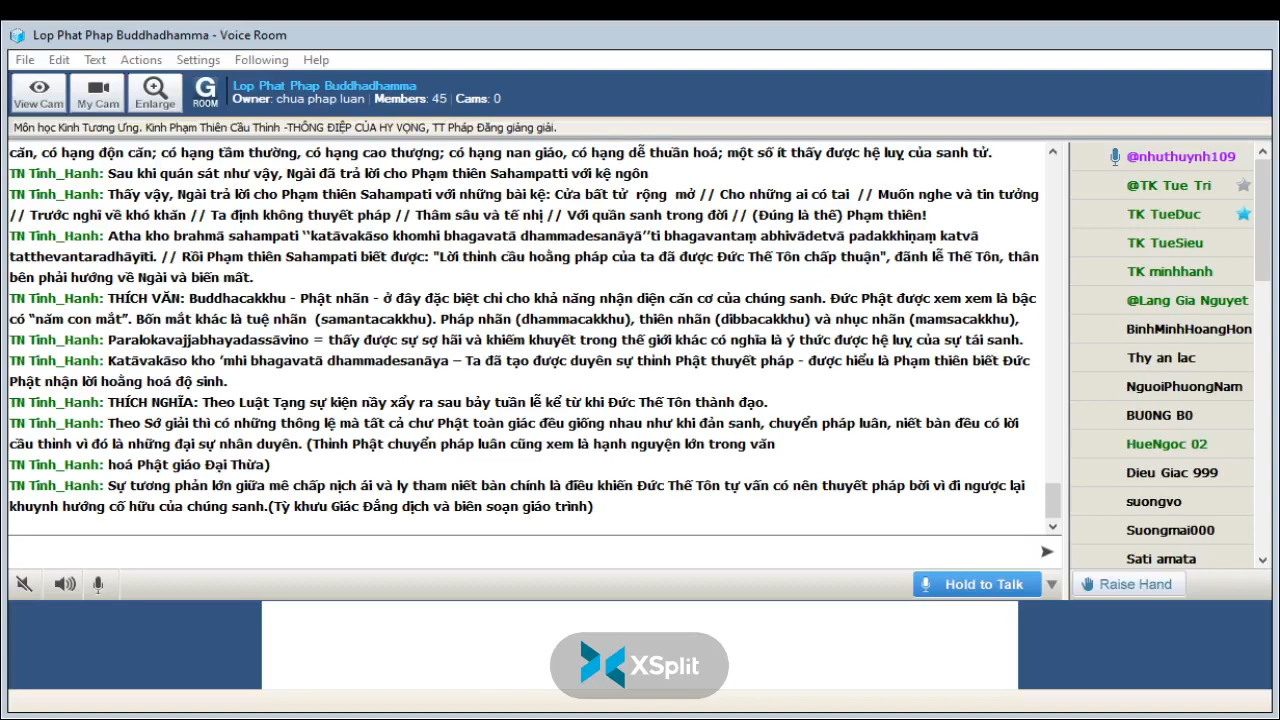 Lop Phat Phap Buddhadhamma - Voice Room
File Edit Text Actions Settings Following Help
View Cam My Cam Enlarge G ROOM
Lop Phat Phap Buddhadhamma
Owner: chua phap luan | Members: 45 | Cams: 0
Môn học Kinh Tương Ưng. Kinh Phạm Thiên Cầu Thỉnh -THÔNG ĐIỆP CỦA HY VỌNG, TT Pháp Đăng giảng giải.
căn, có hạng độn căn; có hạng tầm thường, có hạng cao thượng; có hạng nan giáo, có hạng dễ thuần hoá; một số ít thấy được hệ luỵ của sanh tử.
TN Tinh_Hanh: Sau khi quán sát như vậy, Ngài đã trả lời cho Phạm thiên Sahampatti với kệ ngôn
TN Tinh_Hanh: Thấy vậy, Ngài trả lời cho Phạm thiên Sahampati với những bài kệ: Cửa bất tử rộng mở // Cho những ai có tai // Muốn nghe và tin tưởng
// Trước nghĩ về khó khăn // Ta định không thuyết pháp // Thâm sâu và tế nhị // Với quần sanh trong đời // (Đúng là thế) Phạm thiên!
TN Tinh_Hanh: Atha kho brahmā sahampati ‘‘katāvakāso khomhi bhagavatā dhammadesanāyā’’ti bhagavantaṃ abhivādetvā padakkhiṇaṃ katvā
tatthevantaradhāyīti. // Rồi Phạm thiên Sahampati biết được: "Lời thỉnh cầu hoằng pháp của ta đã được Đức Thế Tôn chấp thuận", đãnh lễ Thế Tôn, thân
bên phải hướng về Ngài và biến mất.
TN Tinh_Hanh: THÍCH VĂN: Buddhacakkhu - Phật nhãn - ở đây đặc biệt chỉ cho khả năng nhận diện căn cơ của chúng sanh. Đức Phật được xem xem là bậc
có “năm con mắt”. Bốn mắt khác là tuệ nhãn (samantacakkhu). Pháp nhãn (dhammacakkhu), thiên nhãn (dibbacakkhu) và nhục nhãn (mamsacakkhu),
TN Tinh_Hanh: Paralokavajjabhayadassāvino = thấy được sự sợ hãi và khiếm khuyết trong thế giới khác có nghĩa là ý thức được hệ luỵ của sự tái sanh.
TN Tinh_Hanh: Katāvakāso kho ’mhi bhagavatā dhammadesanāya – Ta đã tạo được duyên sự thỉnh Phật thuyết pháp - được hiểu là Phạm thiên biết Đức
Phật nhận lời hoằng hoá độ sinh.
TN Tinh_Hanh: THÍCH NGHĨA: Theo Luật Tạng sự kiện nầy xẩy ra sau bảy tuần lễ kể từ khi Đức Thế Tôn thành đạo.
TN Tinh_Hanh: Theo Sớ giải thì có những thông lệ mà tất cả chư Phật toàn giác đều giống nhau như khi đản sanh, chuyển pháp luân, niết bàn đều có lời
cầu thỉnh vì đó là những đại sự nhân duyên. (Thỉnh Phật chuyển pháp luân cũng xem là hạnh nguyện lớn trong văn
TN Tinh_Hanh: hoá Phật giáo Đại Thừa)
TN Tinh_Hanh: Sự tương phản lớn giữa mê chấp nịch ái và ly tham niết bàn chính là điều khiến Đức Thế Tôn tự vấn có nên thuyết pháp bởi vì đi ngược lại
khuynh hướng cố hữu của chúng sanh.(Tỳ khưu Giác Đẳng dịch và biên soạn giáo trình)
@nhuthuynh109
@TK Tue Tri
TK TueDuc
TK TueSieu
TK minhhanh
@Lang Gia Nguyet
BinhMinhHoangHon
Thy an lac
NguoiPhuongNam
BU0NG B0
HueNgoc 02
Dieu Giac 999
suongvo
Suongmai000
Sati amata
Hold to Talk
Raise Hand
XSplit